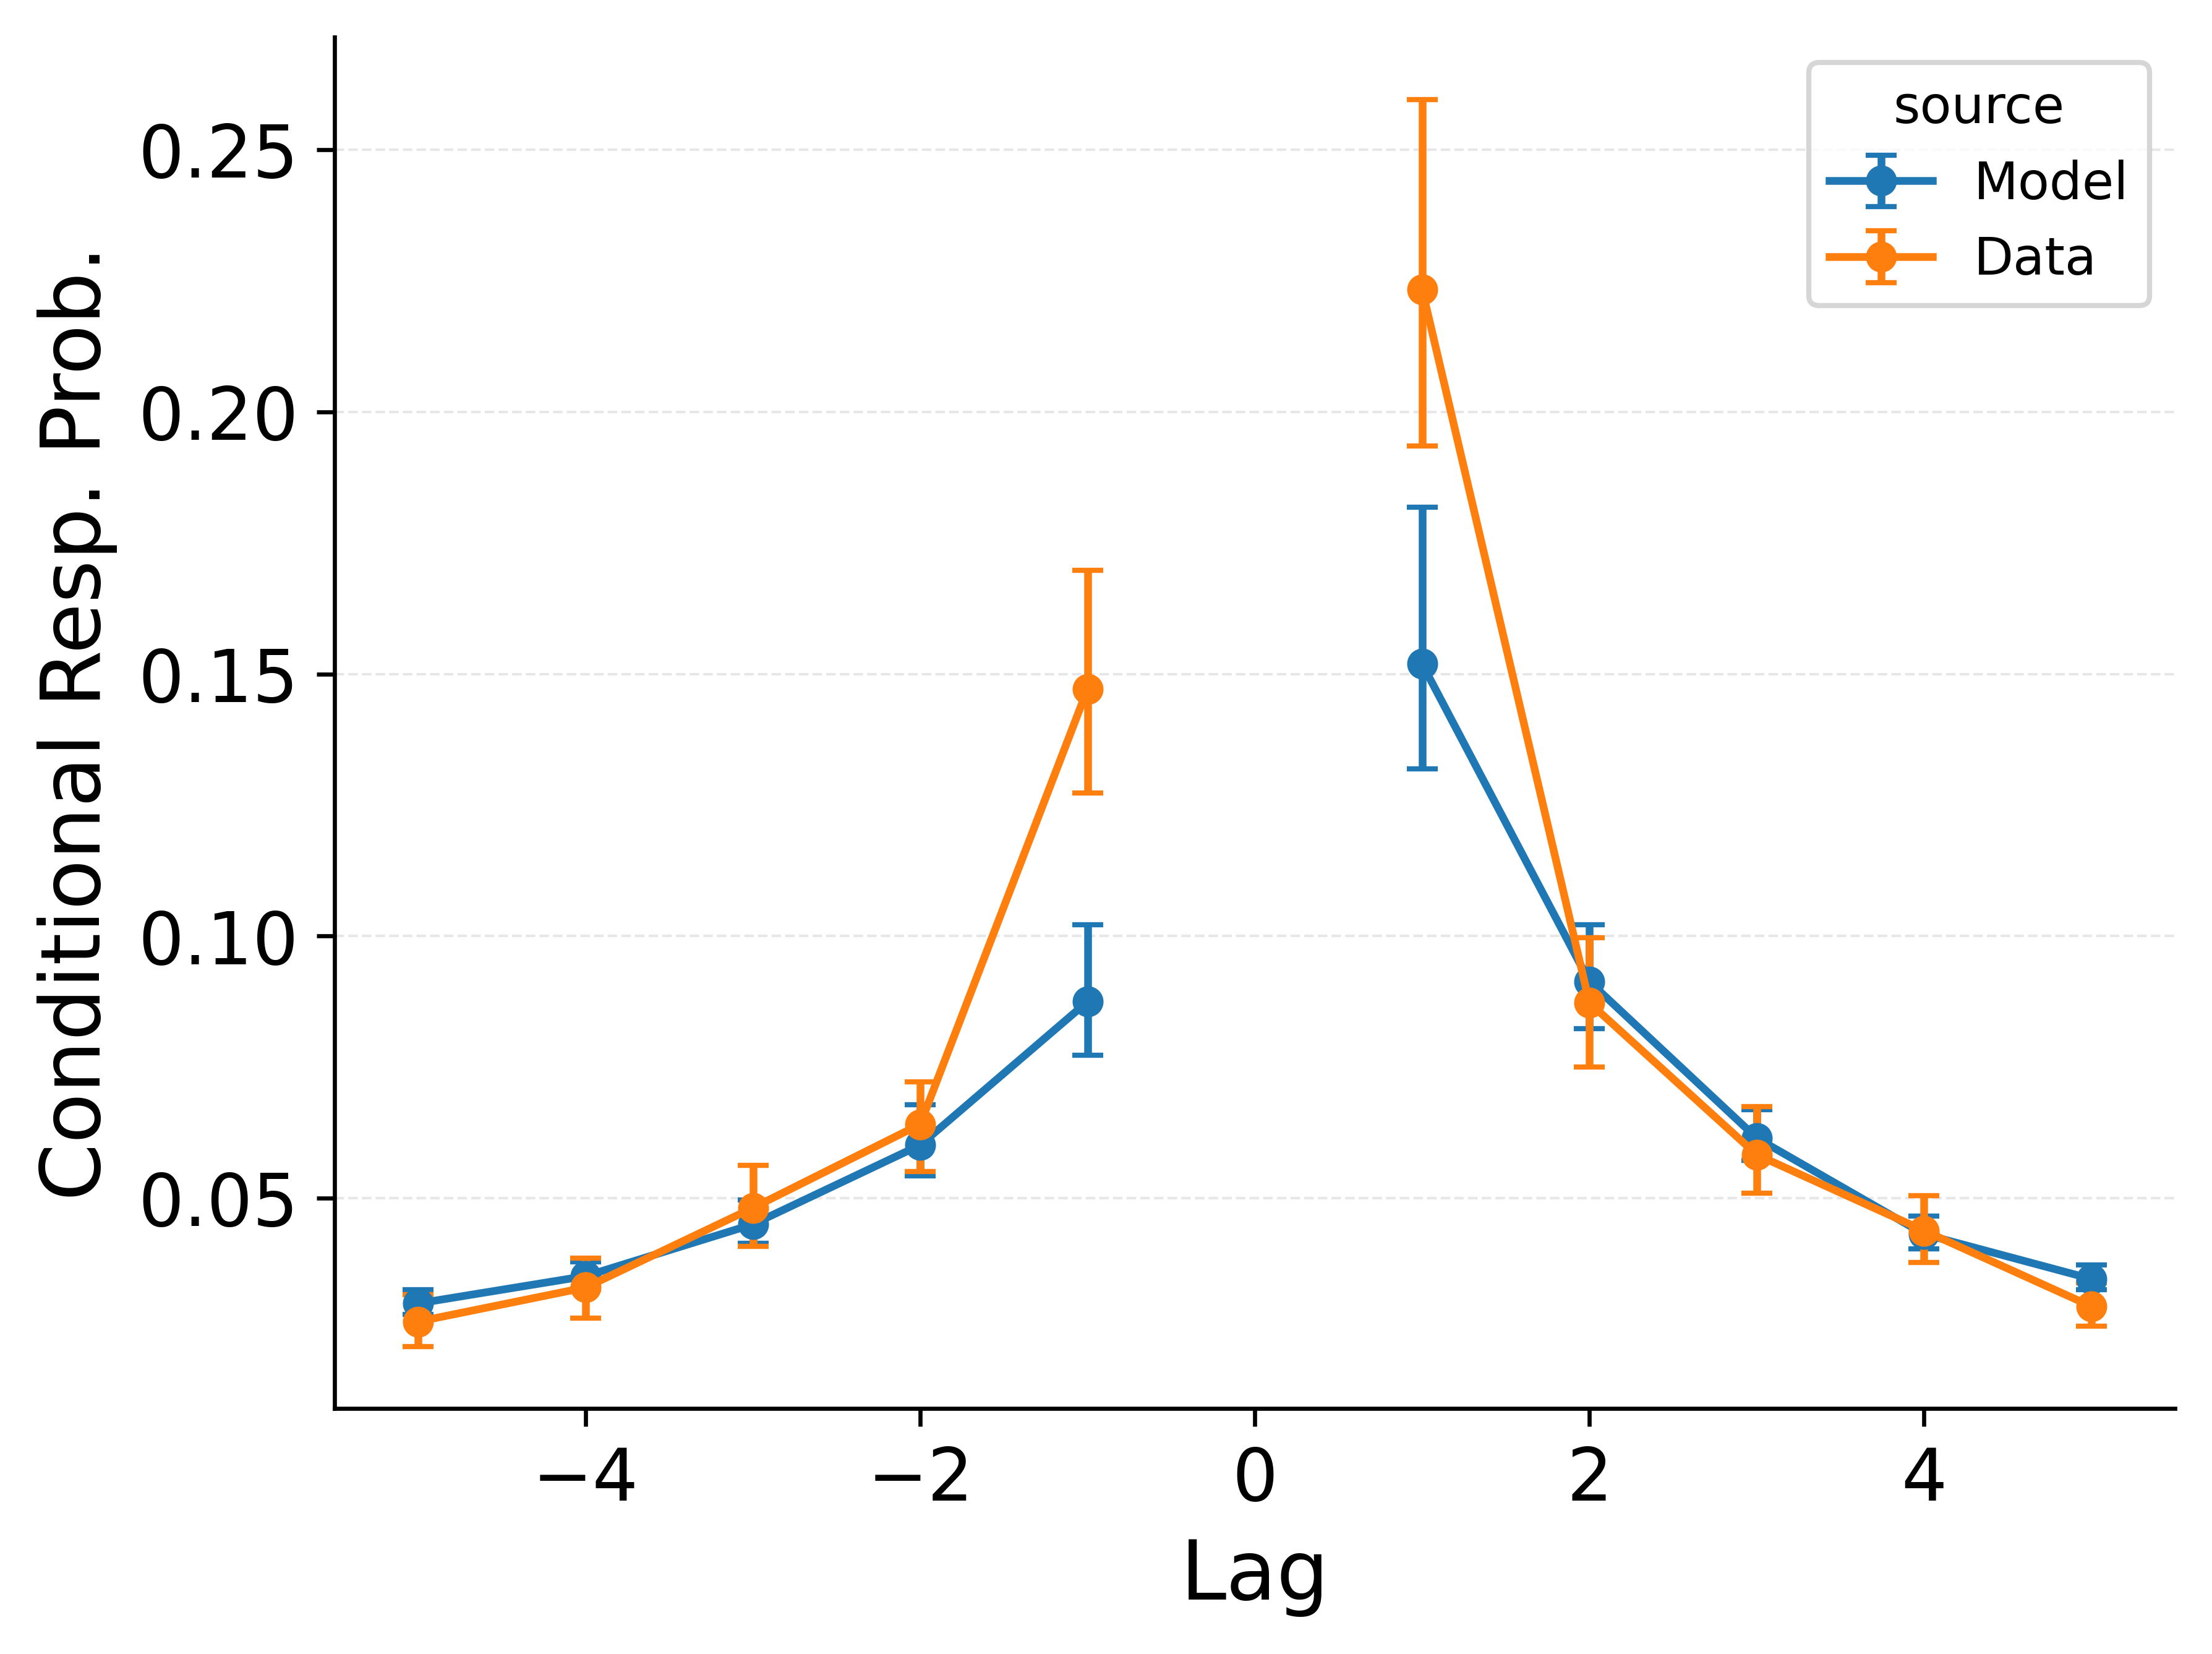 source
Model
Data
Conditional Resp. Prob.
0.25
0.20
0.15
0.10
0.05
−4
−2
0
2
4
Lag